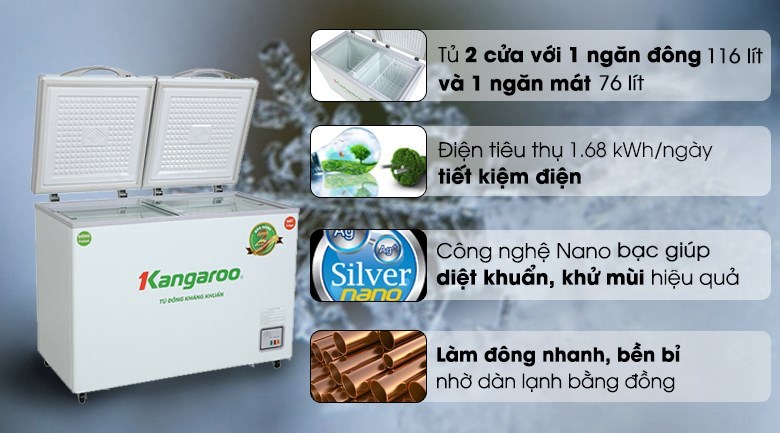 Kangaroo
TỦ ĐÔNG KHÁNG KHUẨN
Tủ 2 cửa với 1 ngăn đông 116 lít
và 1 ngăn mát 76 lít
Điện tiêu thụ 1.68 kWh/ngày
tiết kiệm điện
Ag
Ag
Silver
nano
Công nghệ Nano bạc giúp
diệt khuẩn, khử mùi hiệu quả
Làm đông nhanh, bền bỉ
nhờ dàn lạnh bằng đồng